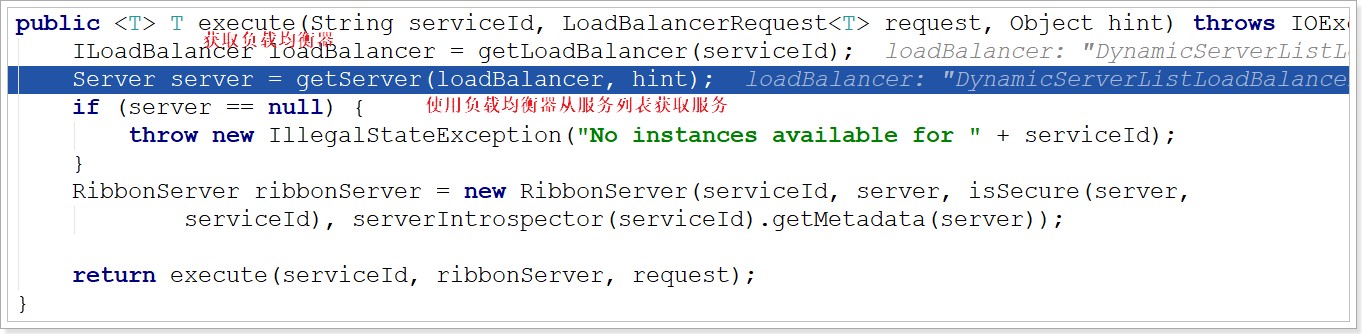 public <T> T execute(String serviceId, LoadBalancerRequest<T> request, Object hint) throws IOExc
获取负载均衡器
ILoadBalancer loadBalancer = getLoadBalancer(serviceId); loadBalancer: "DynamicServerListLo
Server server = getServer(loadBalancer, hint); loadBalancer: "DynamicServerListLoadBalance
if (server == null) {
使用负载均衡器从服务列表获取服务
throw new IllegalStateException("No instances available for " + serviceId);
}
RibbonServer ribbonServer = new RibbonServer(serviceId, server, isSecure(server,
serviceId), serverIntrospector(serviceId).getMetadata(server));
return execute(serviceId, ribbonServer, request);
}